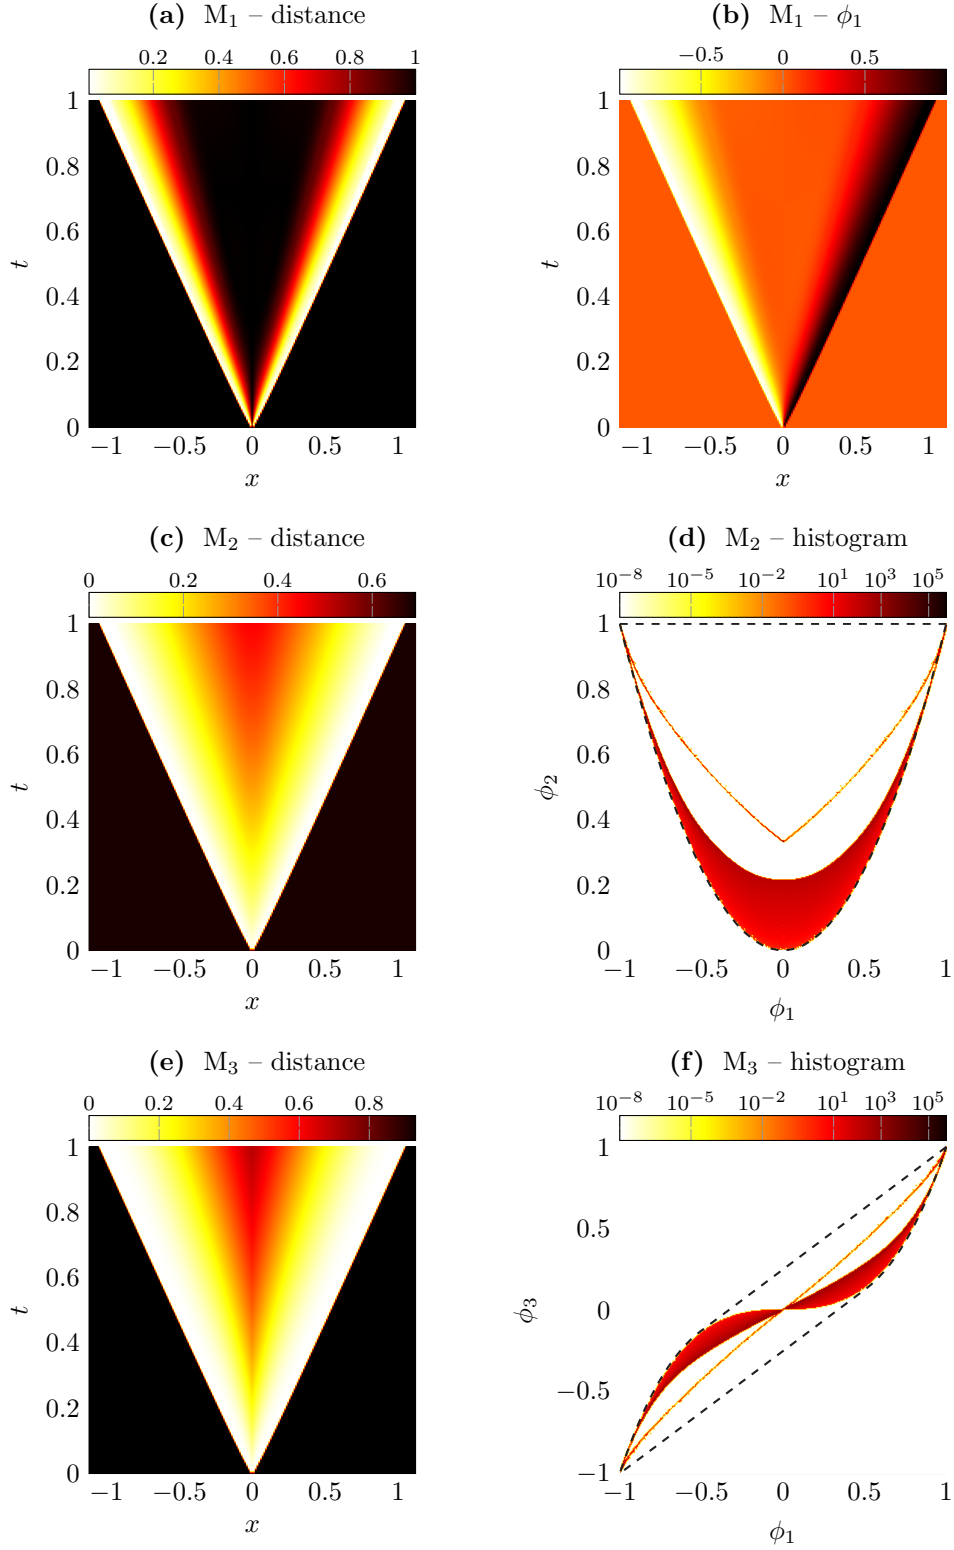 (a) M₁ – distance
0.2 0.4 0.6 0.8 1
1
0.8
0.6
0.4
0.2
0
t
−1 −0.5 0 0.5 1
x
(b) M₁ – ϕ₁
−0.5 0 0.5
1
0.8
0.6
0.4
0.2
0
t
−1 −0.5 0 0.5 1
x
(c) M₂ – distance
0 0.2 0.4 0.6
1
0.8
0.6
0.4
0.2
0
t
−1 −0.5 0 0.5 1
x
(d) M₂ – histogram
10⁻⁸ 10⁻⁵ 10⁻² 10¹ 10³ 10⁵
1
0.8
0.6
0.4
0.2
0
ϕ₂
−1 −0.5 0 0.5 1
ϕ₁
(e) M₃ – distance
0 0.2 0.4 0.6 0.8
1
0.8
0.6
0.4
0.2
0
t
−1 −0.5 0 0.5 1
x
(f) M₃ – histogram
10⁻⁸ 10⁻⁵ 10⁻² 10¹ 10³ 10⁵
1
0.5
0
−0.5
−1
ϕ₃
−1 −0.5 0 0.5 1
ϕ₁